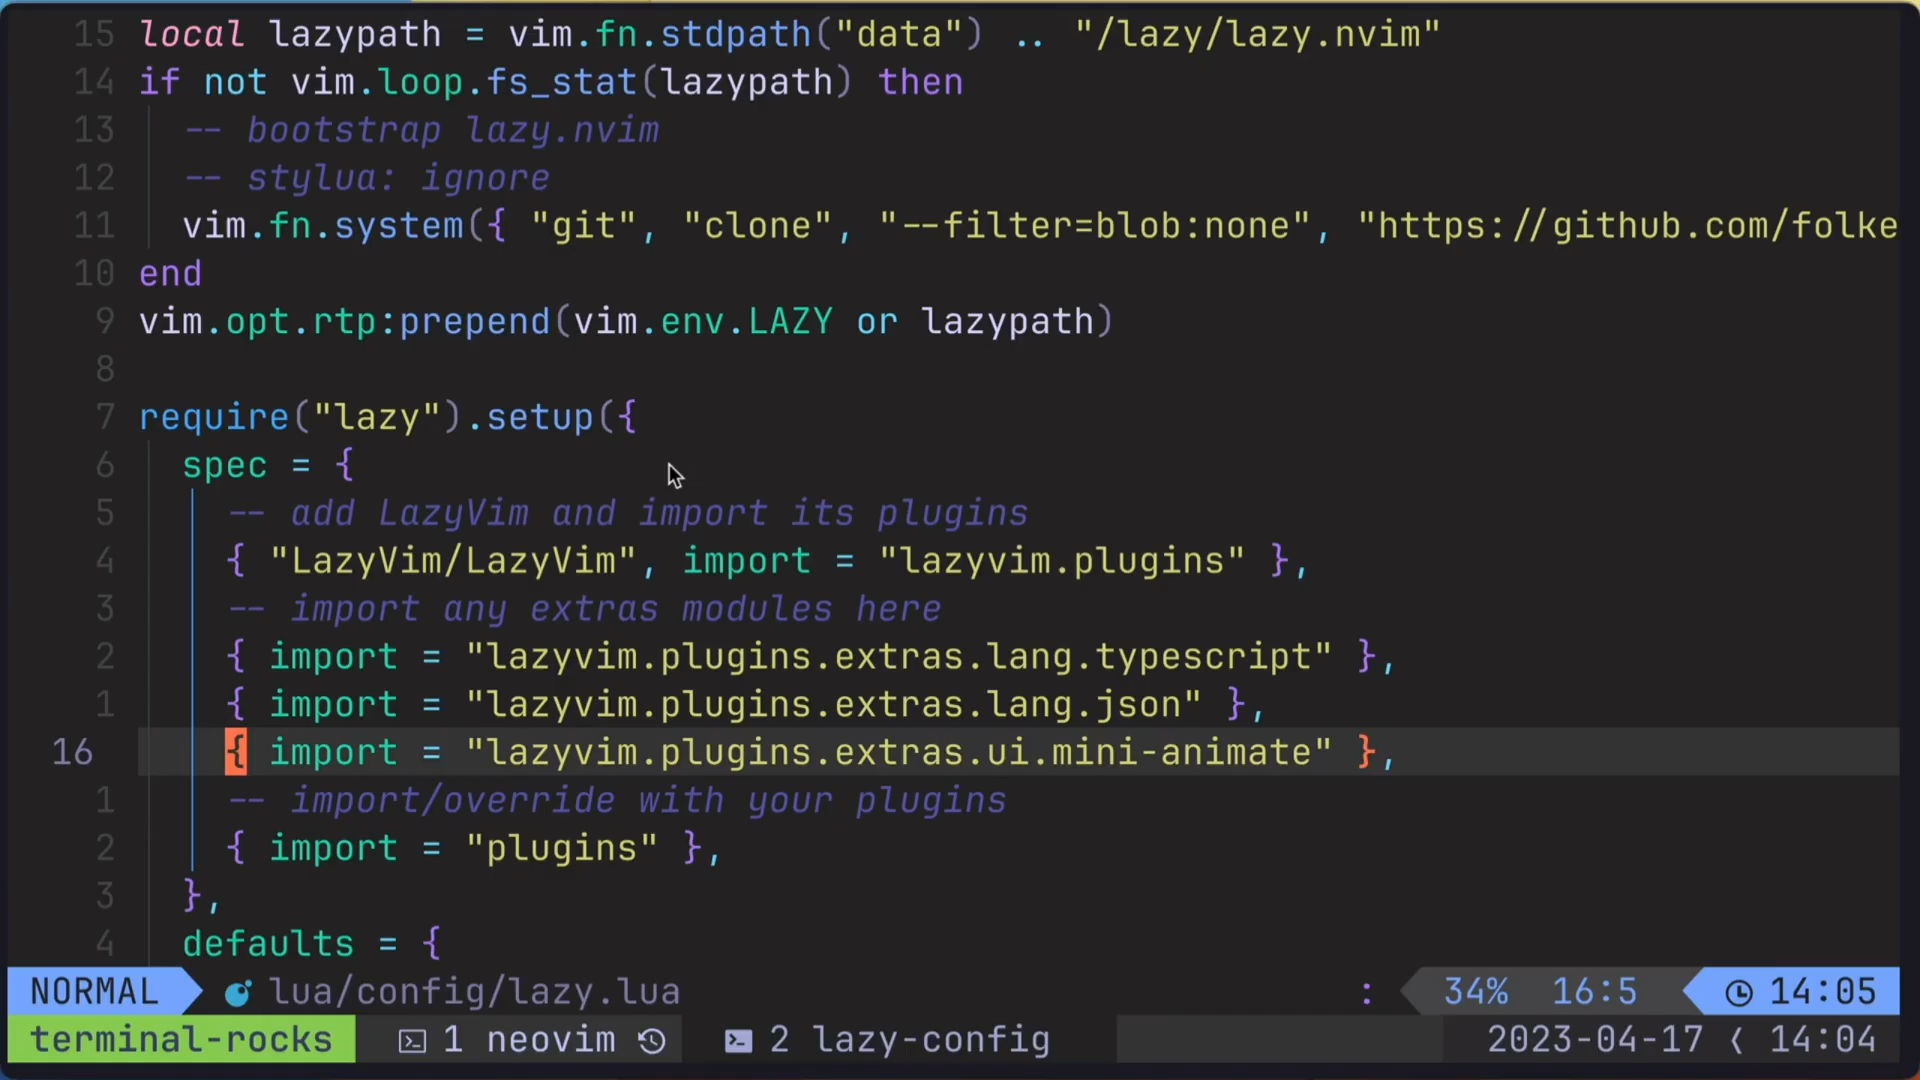 15 local lazypath = vim.fn.stdpath("data") .. "/lazy/lazy.nvim"
14 if not vim.loop.fs_stat(lazypath) then
13 -- bootstrap lazy.nvim
12 -- stylua: ignore
11 vim.fn.system({ "git", "clone", "--filter=blob:none", "https://github.com/folke
10 end
9 vim.opt.rtp:prepend(vim.env.LAZY or lazypath)
8
7 require("lazy").setup({
6 spec = {
5 -- add LazyVim and import its plugins
4 { "LazyVim/LazyVim", import = "lazyvim.plugins" },
3 -- import any extras modules here
2 { import = "lazyvim.plugins.extras.lang.typescript" },
1 { import = "lazyvim.plugins.extras.lang.json" },
16 { import = "lazyvim.plugins.extras.ui.mini-animate" },
1 -- import/override with your plugins
2 { import = "plugins" },
3 },
4 defaults = {
NORMAL lua/config/lazy.lua : 34% 16:5 14:05
terminal-rocks 1 neovim 2 lazy-config 2023-04-17 ⟨ 14:04